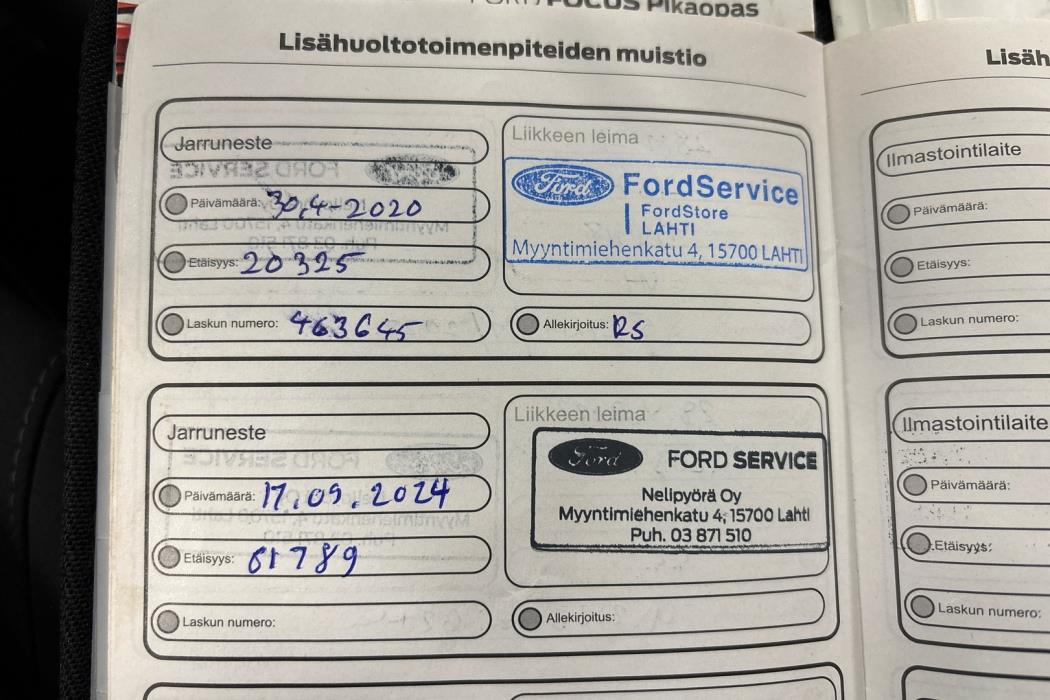 FOCUS Pikaopas
Lisähuoltotoimenpiteiden muistio
Jarruneste
Päivämäärä: 30.4-2020
Etäisyys: 20325
Laskun numero: 463645
Liikkeen leima
Ford FordService
FordStore
LAHTI
Myyntimiehenkatu 4, 15700 LAHTI
Allekirjoitus: RS
Jarruneste
Päivämäärä: 17.09.2024
Etäisyys: 61789
Laskun numero:
Liikkeen leima
Ford FORD SERVICE
Nelipyörä Oy
Myyntimiehenkatu 4, 15700 Lahti
Puh. 03 871 510
Allekirjoitus:
Lisäh
Ilmastointilaite
Päivämäärä:
Etäisyys:
Laskun numero:
Ilmastointilaite
Päivämäärä:
Etäisyys:
Laskun numero: